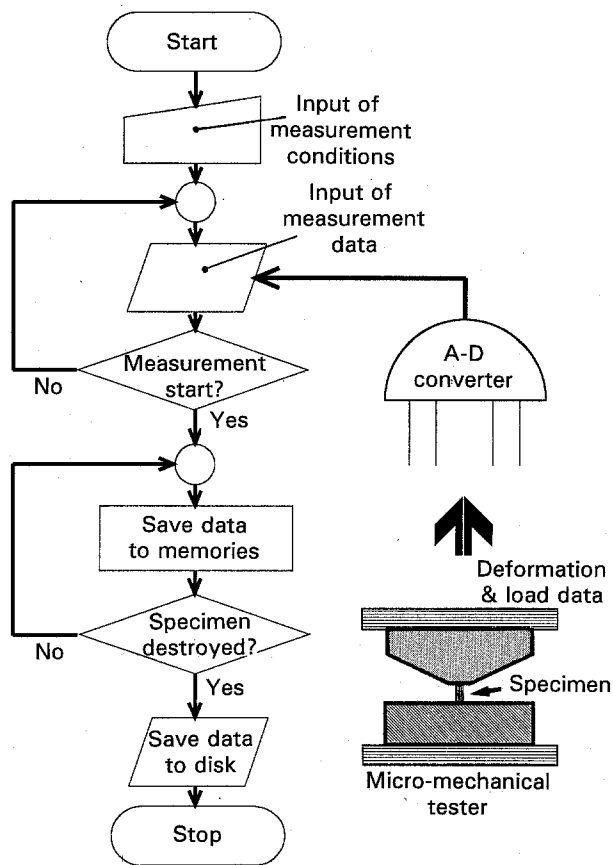 Start
Input of
measurement
conditions
Input of
measurement
data
Measurement
start?
No
Yes
A-D
converter
Save data
to memories
Deformation
& load data
Specimen
destroyed?
No
Yes
Specimen
Save data
to disk
Micro-mechanical
tester
Stop